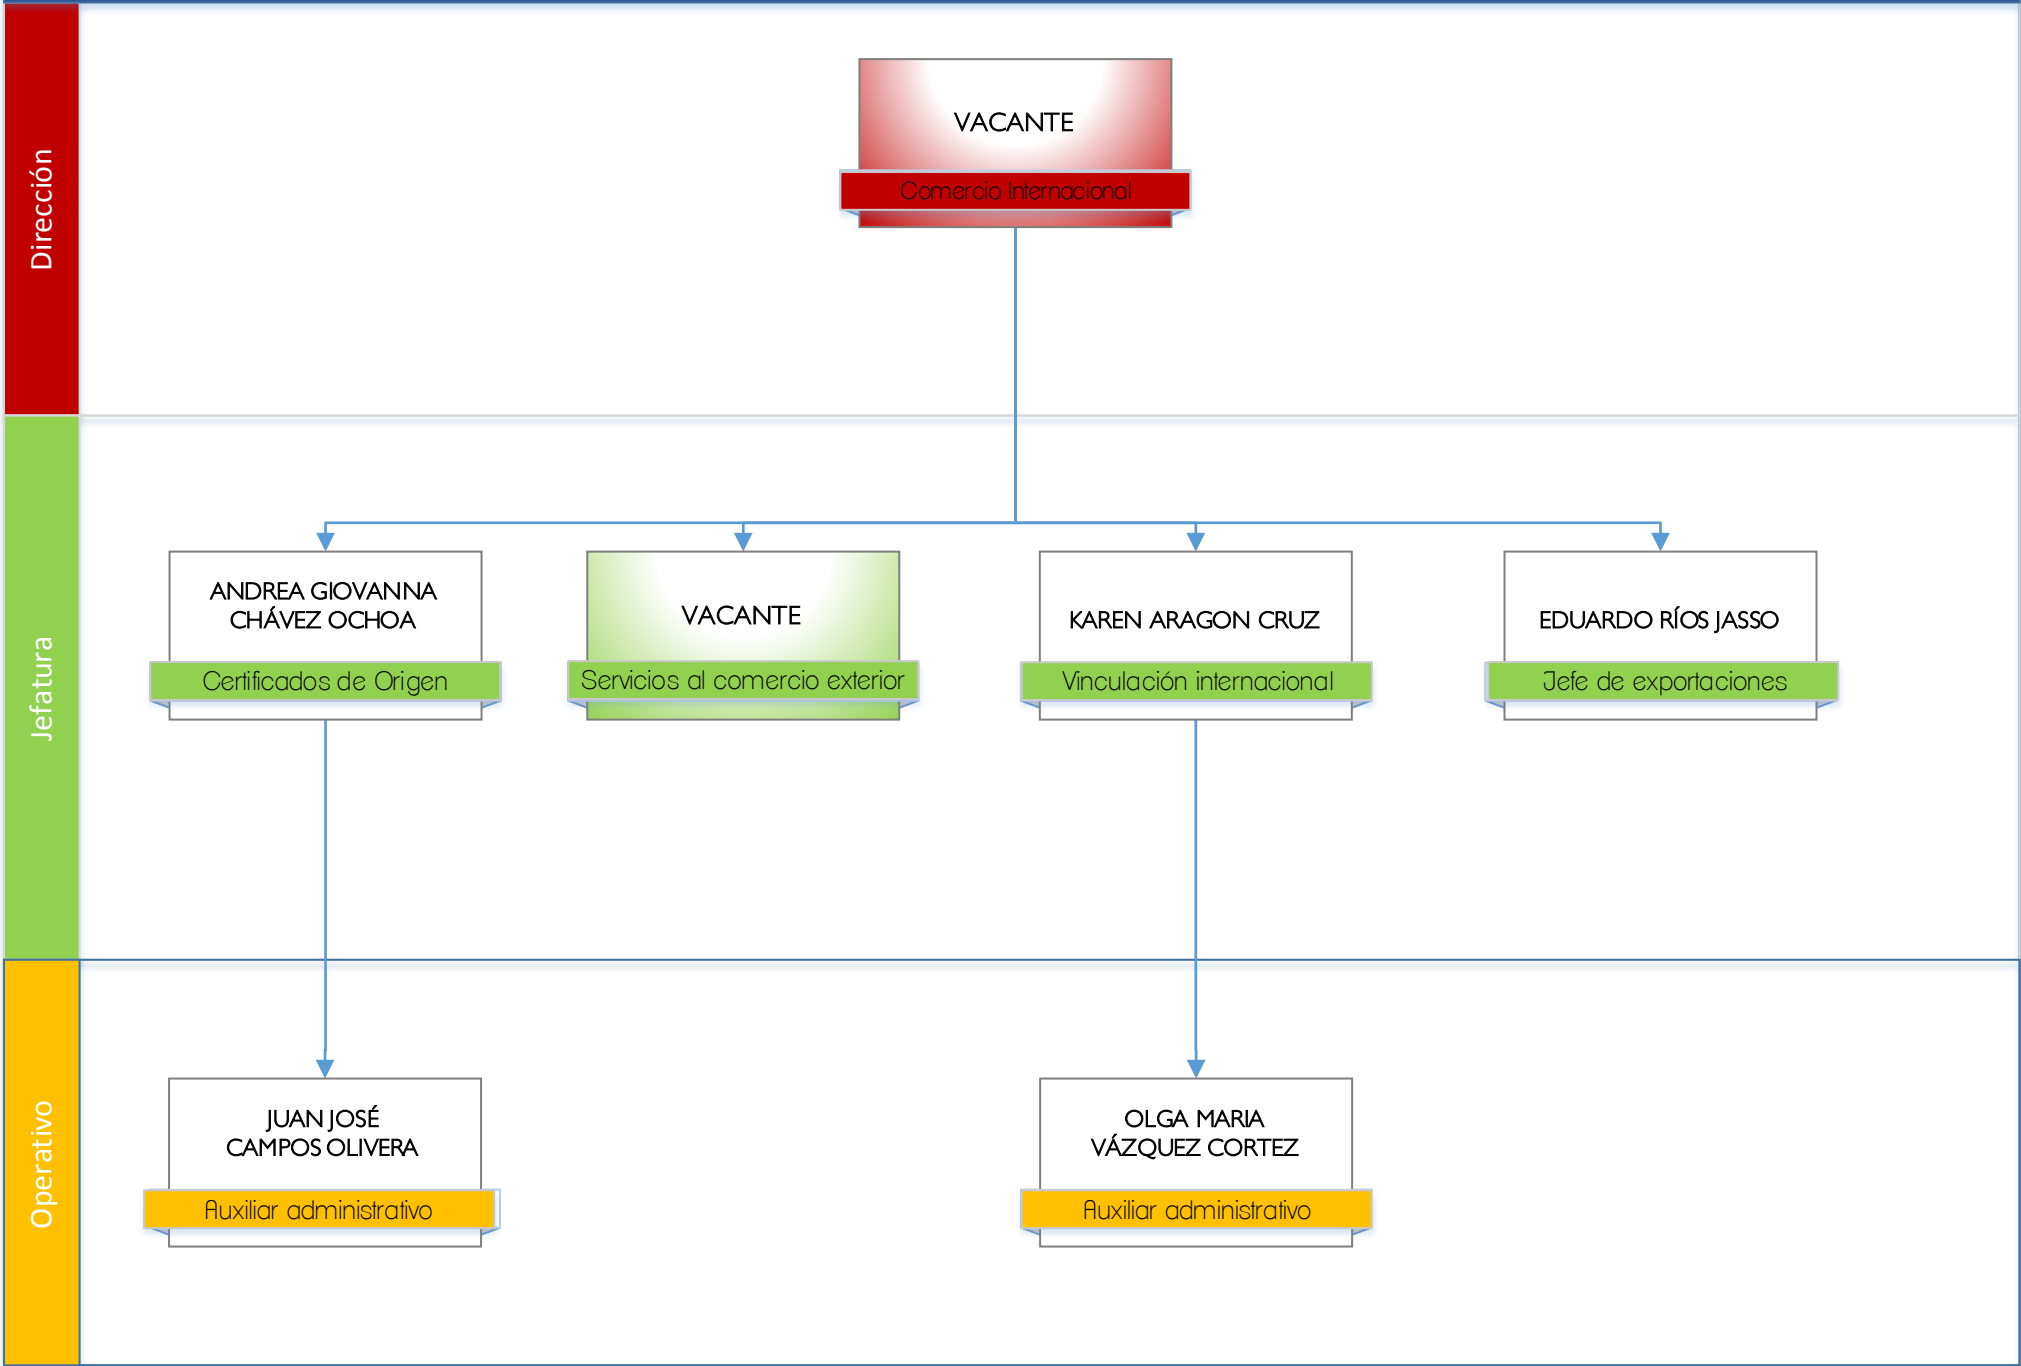 Dirección
VACANTE
Comercio Internacional
Jefatura
ANDREA GIOVANNA
CHÁVEZ OCHOA
Certificados de Origen
VACANTE
Servicios al comercio exterior
KAREN ARAGON CRUZ
Vinculación internacional
EDUARDO RÍOS JASSO
Jefe de exportaciones
Operativo
JUAN JOSÉ
CAMPOS OLIVERA
Auxiliar administrativo
OLGA MARIA
VÁZQUEZ CORTEZ
Auxiliar administrativo